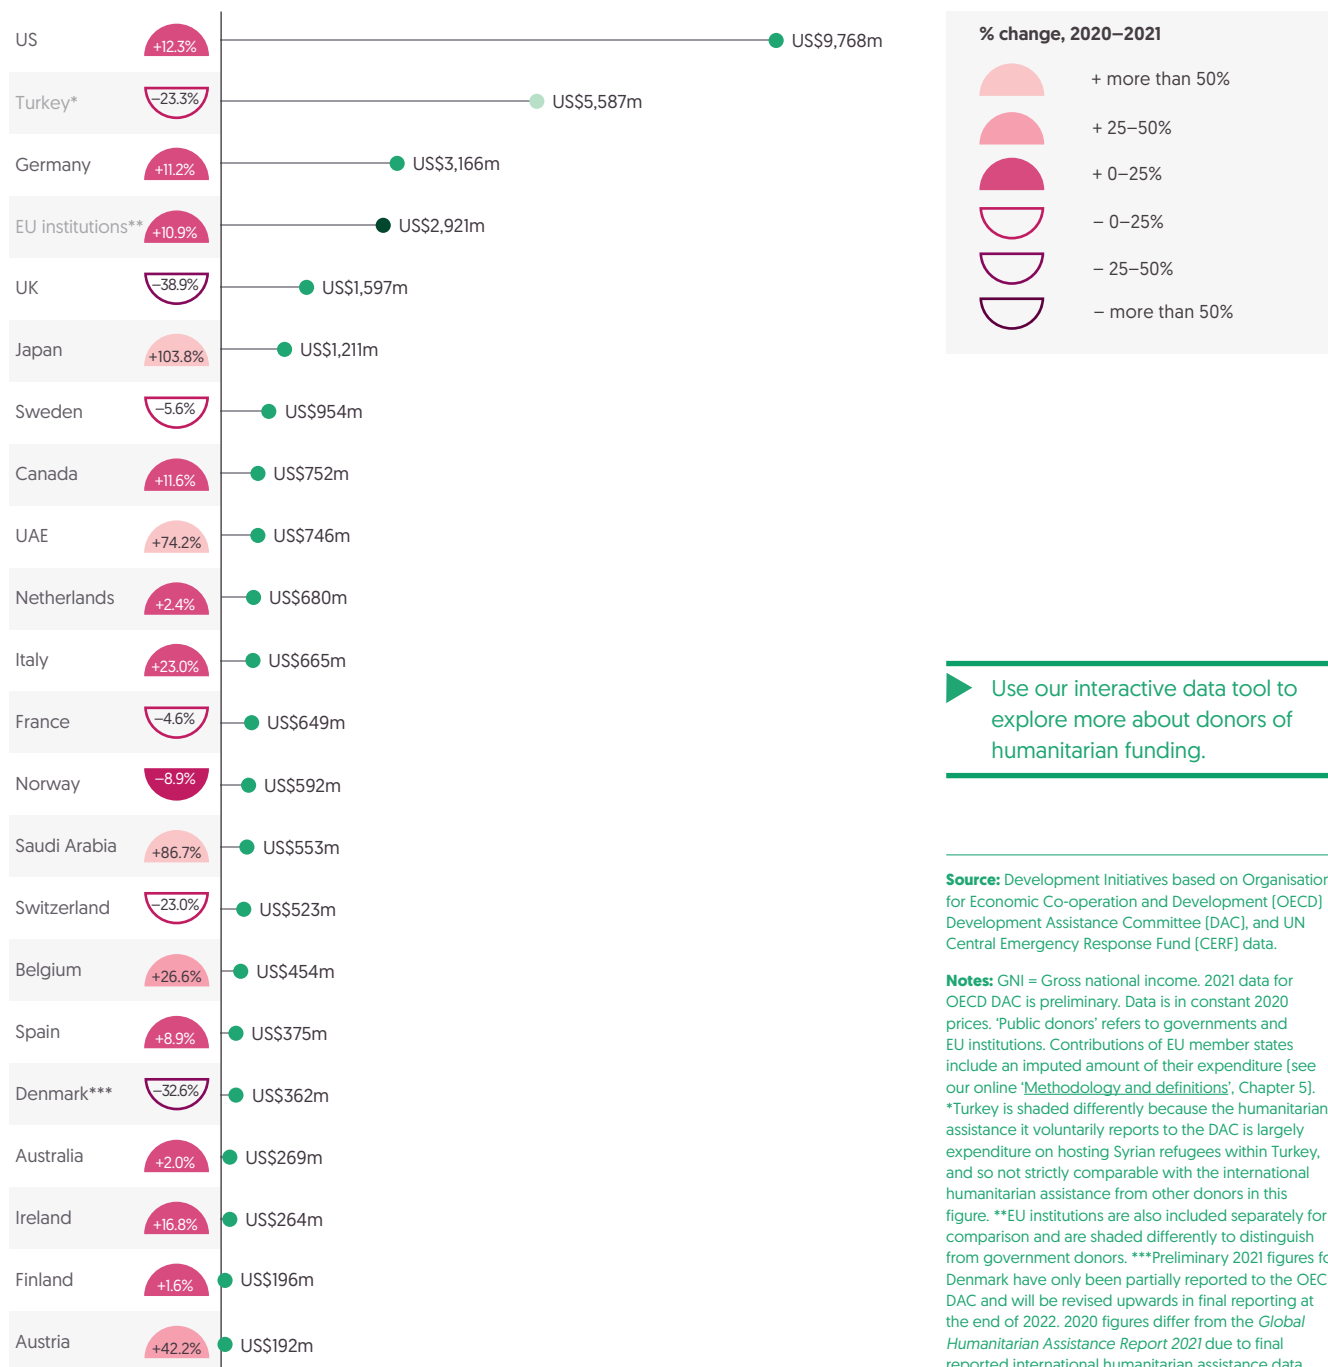 US +12.3% US$9,768m
Turkey* –23.3% US$5,587m
Germany +11.2% US$3,166m
EU institutions** +10.9% US$2,921m
UK –38.9% US$1,597m
Japan +103.8% US$1,211m
Sweden –5.6% US$954m
Canada +11.6% US$752m
UAE +74.2% US$746m
Netherlands +2.4% US$680m
Italy +23.0% US$665m
France –4.6% US$649m
Norway –8.9% US$592m
Saudi Arabia +86.7% US$553m
Switzerland –23.0% US$523m
Belgium +26.6% US$454m
Spain +8.9% US$375m
Denmark*** –32.6% US$362m
Australia +2.0% US$269m
Ireland +16.8% US$264m
Finland +1.6% US$196m
Austria +42.2% US$192m
% change, 2020–2021
+ more than 50%
+ 25–50%
+ 0–25%
– 0–25%
– 25–50%
– more than 50%
Use our interactive data tool to
explore more about donors of
humanitarian funding.
Source: Development Initiatives based on Organisation
for Economic Co-operation and Development (OECD)
Development Assistance Committee (DAC), and UN
Central Emergency Response Fund (CERF) data.
Notes: GNI = Gross national income. 2021 data for
OECD DAC is preliminary. Data is in constant 2020
prices. ‘Public donors’ refers to governments and
EU institutions. Contributions of EU member states
include an imputed amount of their expenditure (see
our online ‘Methodology and definitions’, Chapter 5).
*Turkey is shaded differently because the humanitarian
assistance it voluntarily reports to the DAC is largely
expenditure on hosting Syrian refugees within Turkey,
and so not strictly comparable with the international
humanitarian assistance from other donors in this
figure. **EU institutions are also included separately for
comparison and are shaded differently to distinguish
from government donors. ***Preliminary 2021 figures fo
Denmark have only been partially reported to the OEC
DAC and will be revised upwards in final reporting at
the end of 2022. 2020 figures differ from the Global
Humanitarian Assistance Report 2021 due to final
reported international humanitarian assistance data